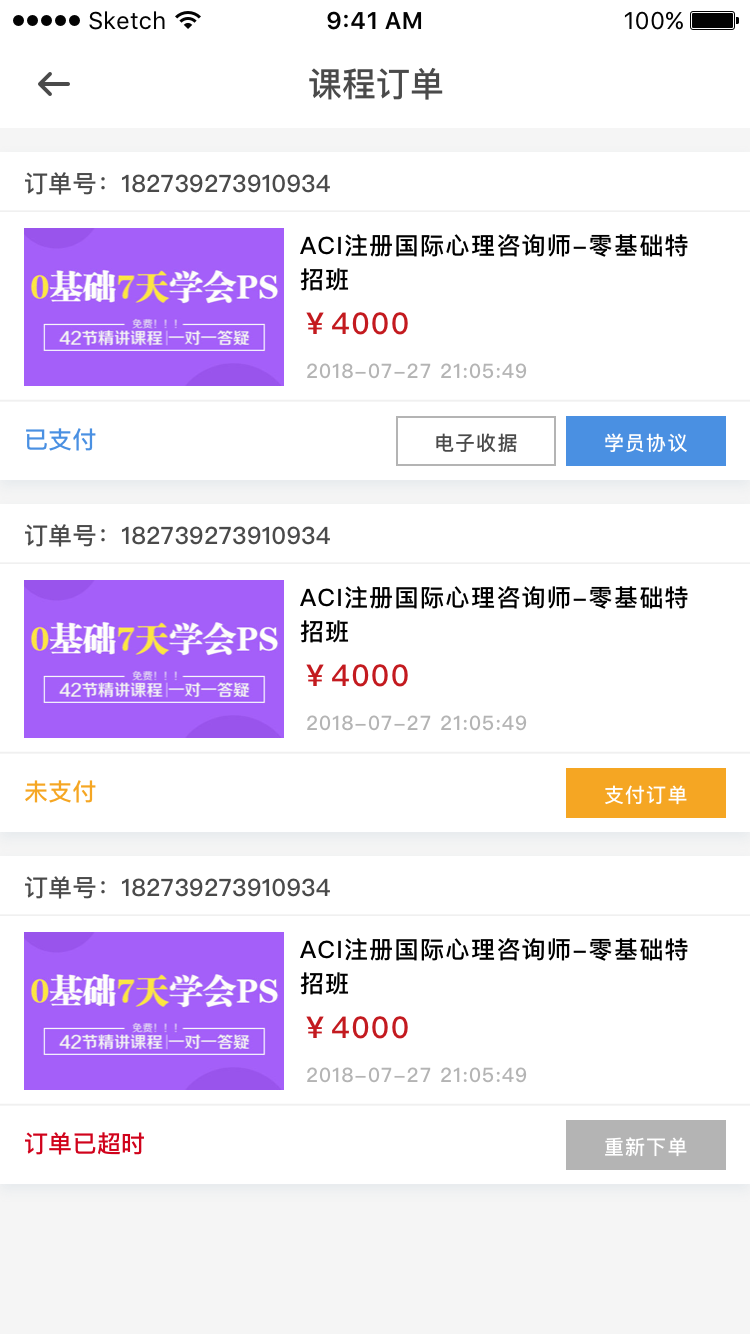 Sketch 9:41 AM 100%
课程订单
订单号：182739273910934
0基础7天学会PS
免费！！！
42节精讲课程|一对一答疑
ACI注册国际心理咨询师-零基础特
招班
¥4000
2018-07-27 21:05:49
已支付
电子收据
学员协议
订单号：182739273910934
0基础7天学会PS
免费！！！
42节精讲课程|一对一答疑
ACI注册国际心理咨询师-零基础特
招班
¥4000
2018-07-27 21:05:49
未支付
支付订单
订单号：182739273910934
0基础7天学会PS
免费！！！
42节精讲课程|一对一答疑
ACI注册国际心理咨询师-零基础特
招班
¥4000
2018-07-27 21:05:49
订单已超时
重新下单